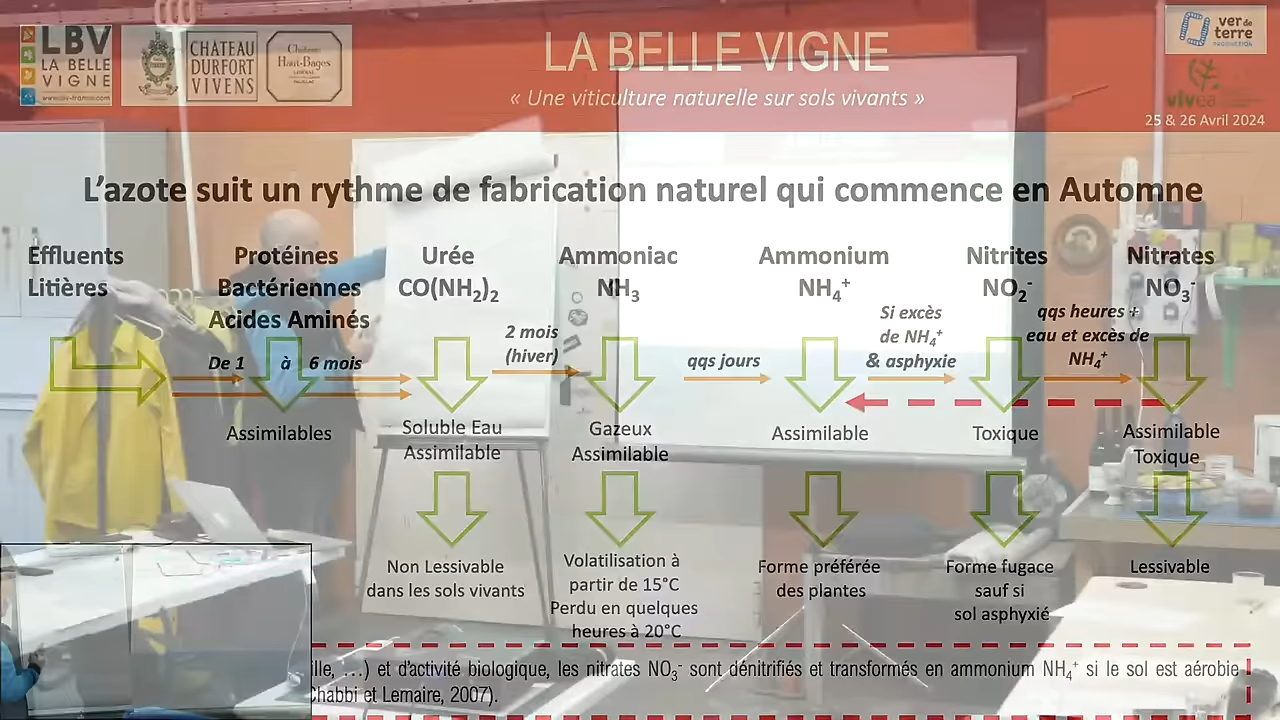 LBV
LA BELLE
VIGNE
CHATEAU
DURFORT
VIVENS
Haut-Bages
LA BELLE VIGNE
« Une viticulture naturelle sur sols vivants »
ver de
terre
PRODUCTION
vivea
25 & 26 Avril 2024
L’azote suit un rythme de fabrication naturel qui commence en Automne
Effluents
Litières
Protéines
Bactériennes
Acides Aminés
Urée
CO(NH₂)₂
Ammoniac
NH₃
Ammonium
NH₄⁺
Nitrites
NO₂⁻
Nitrates
NO₃⁻
De 1 à 6 mois
2 mois
(hiver)
qqs jours
Si excès
de NH₄⁺
& asphyxie
qqs heures +
eau et excès de
NH₄⁺
Assimilables
Soluble Eau
Assimilable
Gazeux
Assimilable
Assimilable
Toxique
Assimilable
Toxique
Non Lessivable
dans les sols vivants
Volatilisation à
partir de 15°C
Perdu en quelques
heures à 20°C
Forme préférée
des plantes
Forme fugace
sauf si
sol asphyxié
Lessivable
lle, …) et d’activité biologique, les nitrates NO₃⁻ sont dénitrifiés et transformés en ammonium NH₄⁺ si le sol est aérobie
Chabbi et Lemaire, 2007).